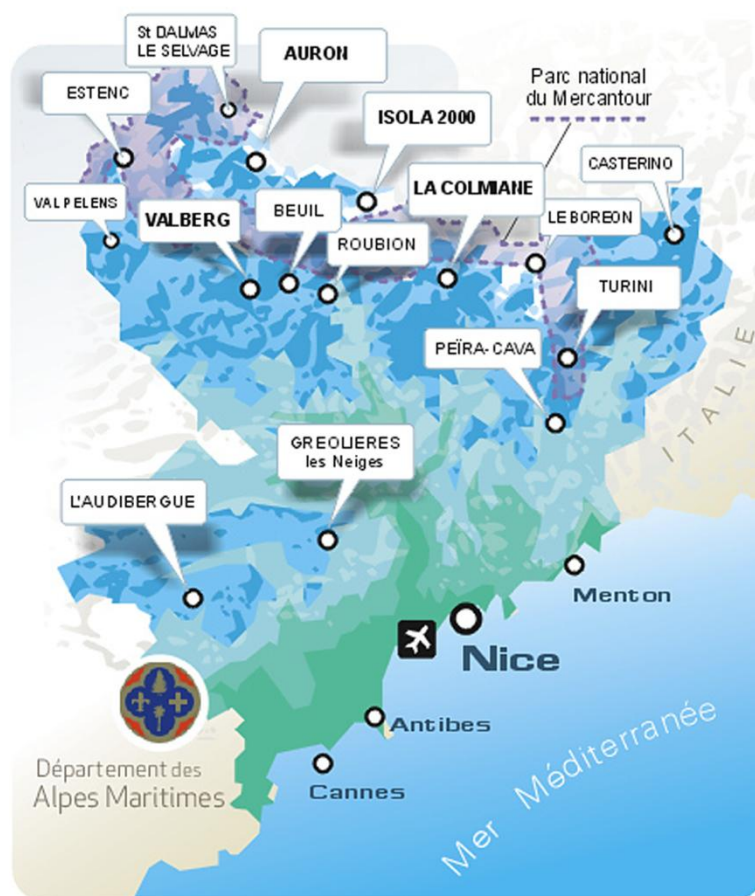 St DALMAS
LE SELVAGE
AURON
ESTENC
Parc national
du Mercantour
ISOLA 2000
CASTERINO
LA COLMIANE
VAL PELENS
VALBERG
BEUIL
ROUBION
LE BOREON
TURINI
PEÏRA-CAVA
ITALIE
GREOLIERES
les Neiges
L'AUDIBERGUE
Menton
Nice
Antibes
Cannes
Mer Méditerranée
Département des
Alpes Maritimes